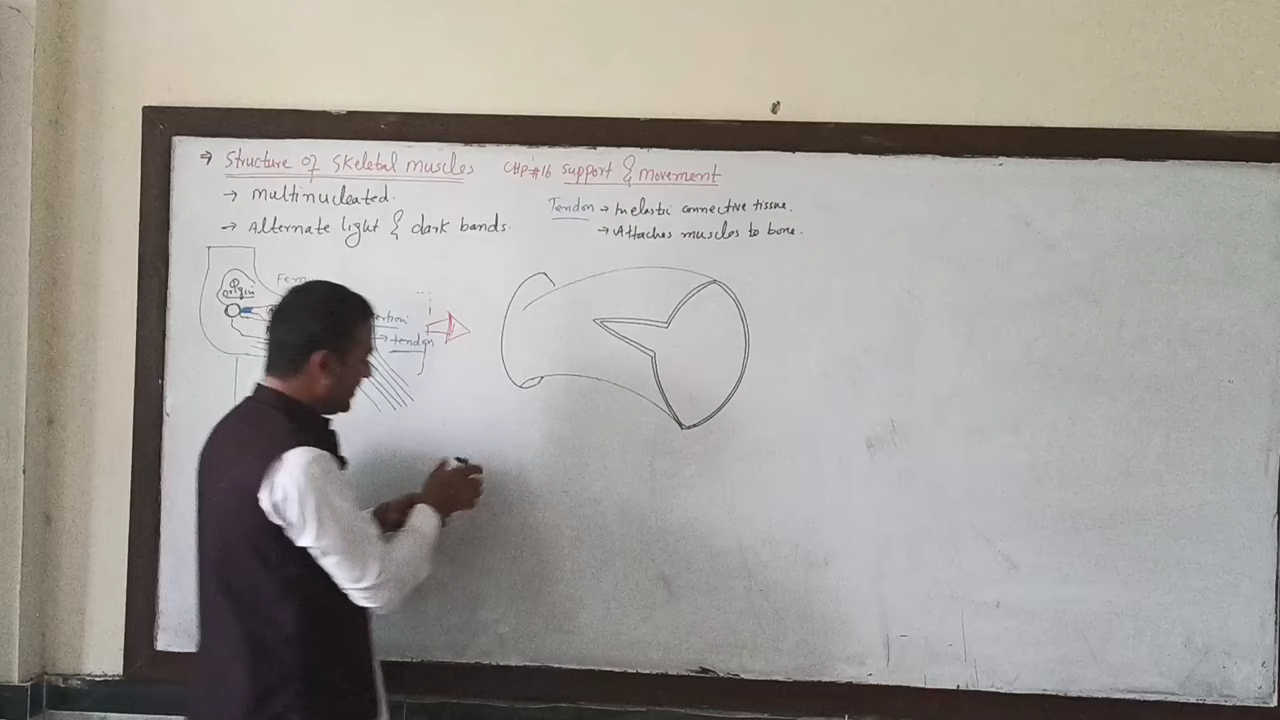 → Structure of Skeletal muscles CHP#16 Support & movement
→ Multinucleated.
→ Alternate light & dark bands.
Tendon → Inelastic connective tissue.
→ Attaches muscles to bone.
origin
→ tendon